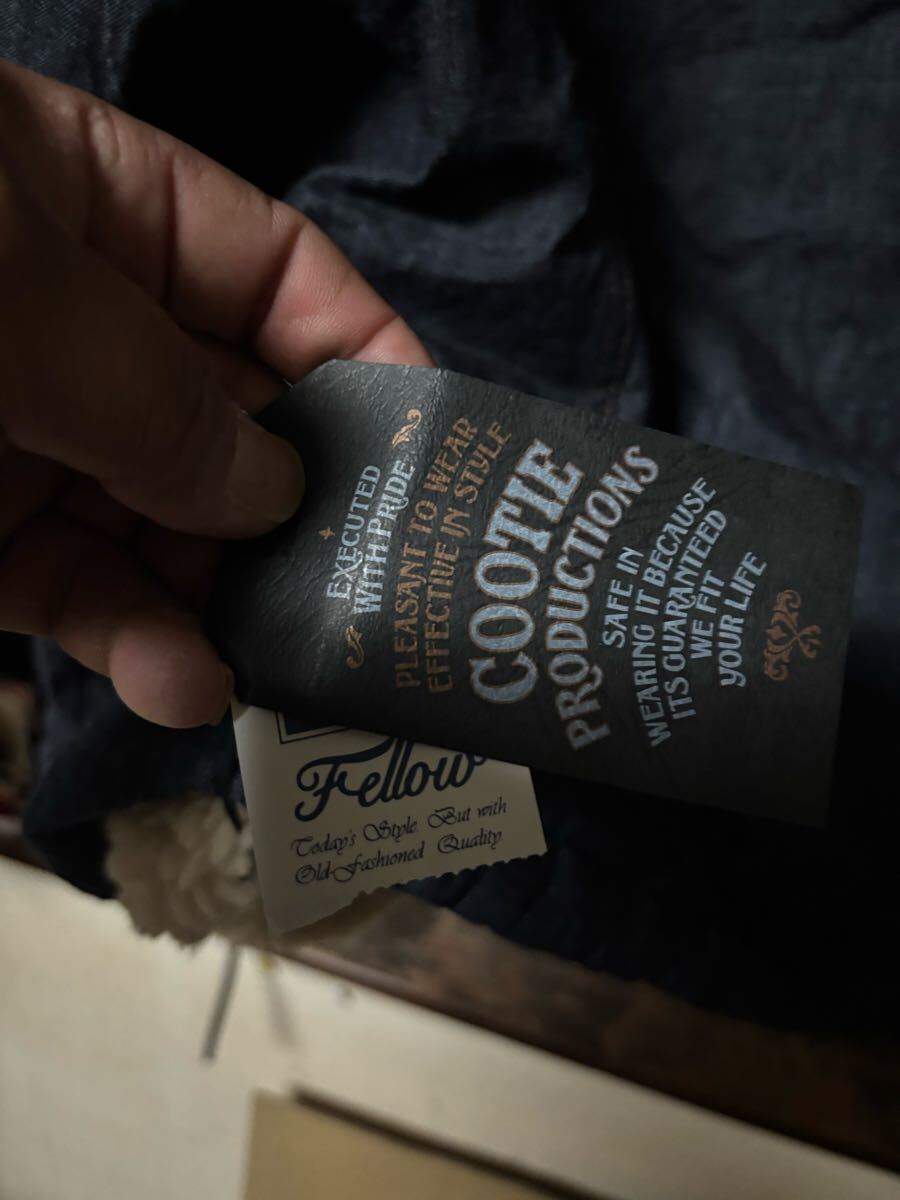 EXECUTED
WITH PRIDE
PLEASANT TO WEAR
EFFECTIVE IN STYLE
COOTIE
PRODUCTIONS
SAFE IN
WEARING IT BECAUSE
ITS GUARANTEED
WE FIT
YOUR LIFE
Fellow
Today's Style. But with
Old-Fashioned Quality